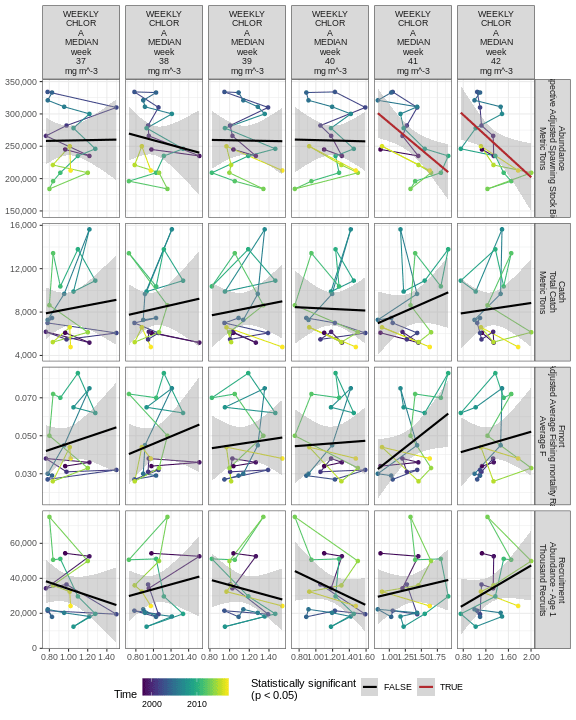 WEEKLY CHLOR A MEDIAN week 37 mg m^-3
WEEKLY CHLOR A MEDIAN week 38 mg m^-3
WEEKLY CHLOR A MEDIAN week 39 mg m^-3
WEEKLY CHLOR A MEDIAN week 40 mg m^-3
WEEKLY CHLOR A MEDIAN week 41 mg m^-3
WEEKLY CHLOR A MEDIAN week 42 mg m^-3
350,000
300,000
250,000
200,000
150,000
Abundance
Adjusted Spawning Stock
Metric Tons
16,000
12,000
8,000
4,000
Catch
Total Catch
Metric Tons
0.070
0.050
0.030
Fmort
Adjusted Average Fishing mortality
Average F
60,000
40,000
20,000
0
Recruitment
Abundance - Age 1
Thousand Recruits
0.80 1.00 1.20 1.40
0.80 1.00 1.20 1.40
0.80 1.00 1.20 1.40
0.80 1.00 1.20 1.40 1.60
1.00 1.25 1.50 1.75
0.80 1.20 1.60 2.00
Time
2000 2010
Statistically significant
(p < 0.05)
FALSE TRUE